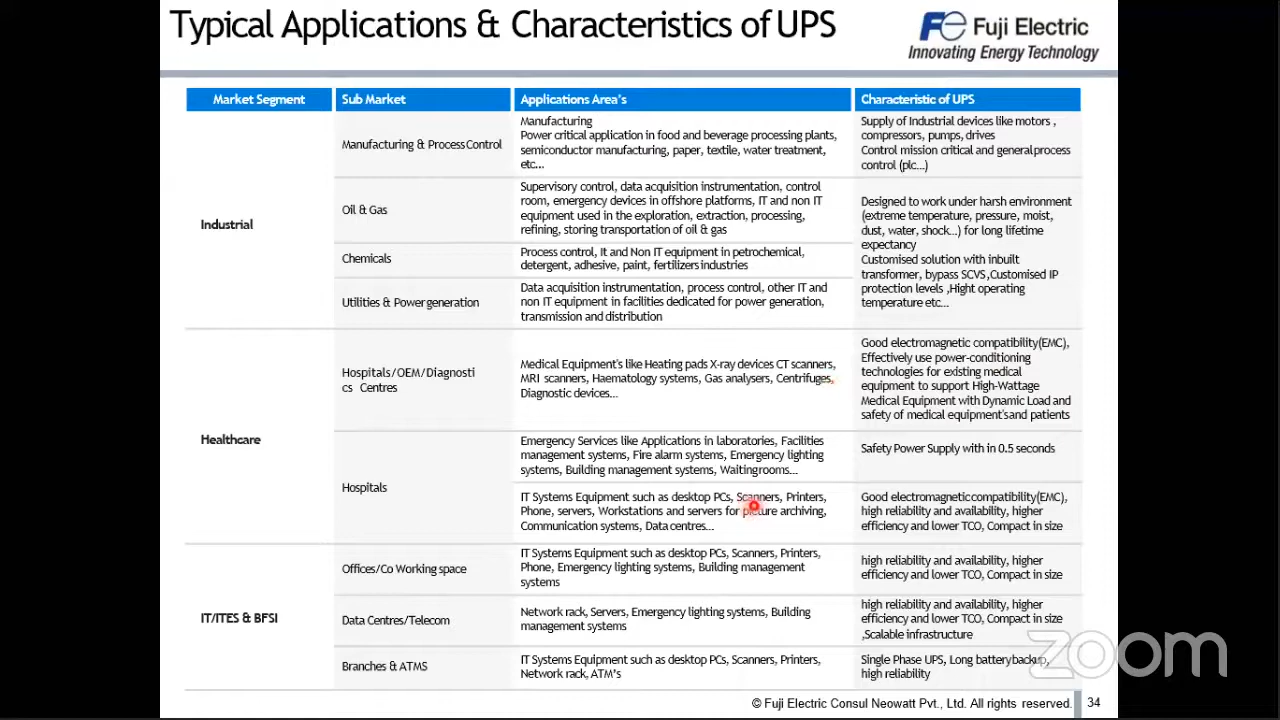 Typical Applications & Characteristics of UPS
Fe Fuji Electric
Innovating Energy Technology
Market Segment
Sub Market
Applications Area's
Characteristic of UPS
Industrial
Manufacturing & Process Control
Manufacturing
Power critical application in food and beverage processing plants,
semiconductor manufacturing, paper, textile, water treatment,
etc...
Supply of Industrial devices like motors ,
compressors, pumps, drives
Control mission critical and general process
control (plc...)
Oil & Gas
Supervisory control, data acquisition instrumentation, control
room, emergency devices in offshore platforms, IT and non IT
equipment used in the exploration, extraction, processing,
refining, storing transportation of oil & gas
Designed to work under harsh environment
(extreme temperature, pressure, moist,
dust, water, shock...) for long lifetime
expectancy
Customised solution with inbuilt
transformer, bypass SCVS ,Customised IP
protection levels ,Hight operating
temperature etc...
Chemicals
Process control, It and Non IT equipment in petrochemical,
detergent, adhesive, paint, fertilizers industries
Utilities & Power generation
Data acquisition instrumentation, process control, other IT and
non IT equipment in facilities dedicated for power generation,
transmission and distribution
Healthcare
Hospitals/OEM/Diagnosti
cs Centres
Medical Equipment's like Heating pads X-ray devices CT scanners,
MRI scanners, Haematology systems, Gas analysers, Centrifuges,
Diagnostic devices...
Good electromagnetic compatibility(EMC),
Effectively use power-conditioning
technologies for existing medical
equipment to support High-Wattage
Medical Equipment with Dynamic Load and
safety of medical equipment's and patients
Hospitals
Emergency Services like Applications in laboratories, Facilities
management systems, Fire alarm systems, Emergency lighting
systems, Building management systems, Waiting rooms...
Safety Power Supply with in 0.5 seconds
IT Systems Equipment such as desktop PCs, Scanners, Printers,
Phone, servers, Workstations and servers for picture archiving,
Communication systems, Data centres...
Good electromagnetic compatibility(EMC),
high reliability and availability, higher
efficiency and lower TCO, Compact in size
IT/ITES & BFSI
Offices/Co Working space
IT Systems Equipment such as desktop PCs, Scanners, Printers,
Phone, Emergency lighting systems, Building management
systems
high reliability and availability, higher
efficiency and lower TCO, Compact in size
Data Centres/Telecom
Network rack, Servers, Emergency lighting systems, Building
management systems
high reliability and availability, higher
efficiency and lower TCO, Compact in size
,Scalable infrastructure
Branches & ATMS
IT Systems Equipment such as desktop PCs, Scanners, Printers,
Network rack, ATM's
Single Phase UPS, Long battery backup,
high reliability
zoom
© Fuji Electric Consul Neowatt Pvt., Ltd. All rights reserved.
34